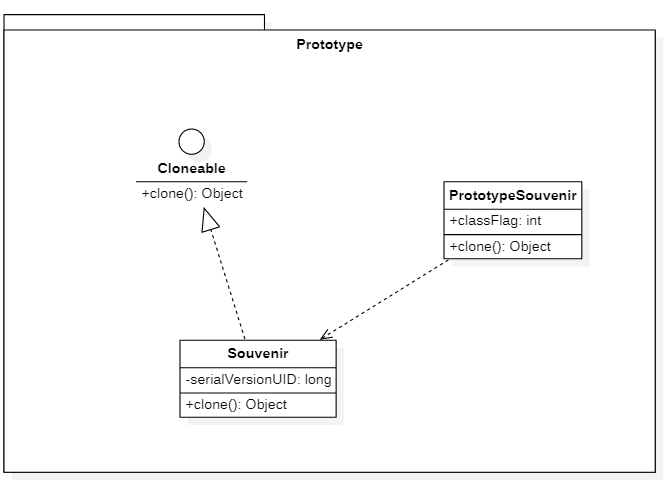 Prototype
Cloneable
+clone(): Object
PrototypeSouvenir
+classFlag: int
+clone(): Object
Souvenir
-serialVersionUID: long
+clone(): Object